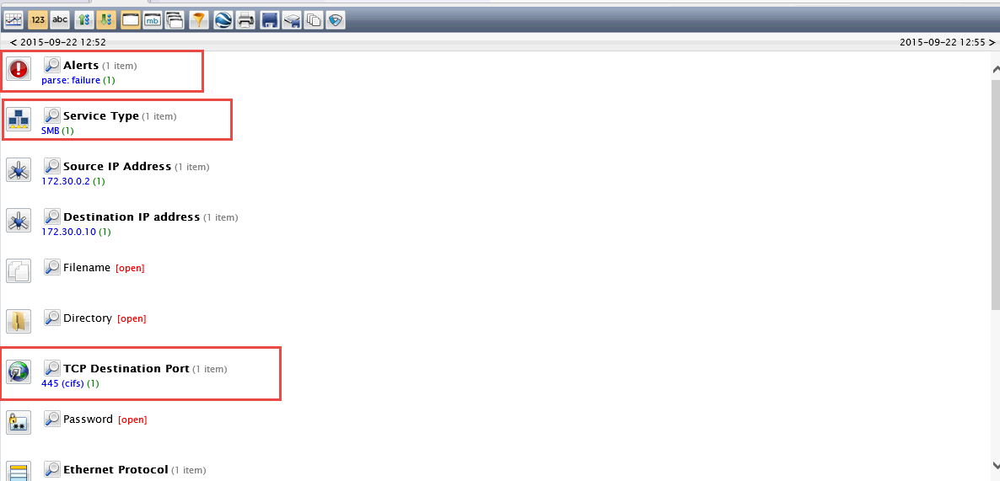 123 abc mb
< 2015-09-22 12:52 2015-09-22 12:55 >
Alerts (1 item)
parse: failure (1)
Service Type (1 item)
SMB (1)
Source IP Address (1 item)
172.30.0.2 (1)
Destination IP address (1 item)
172.30.0.10 (1)
Filename [open]
Directory [open]
TCP Destination Port (1 item)
445 (cifs) (1)
Password [open]
Ethernet Protocol (1 item)